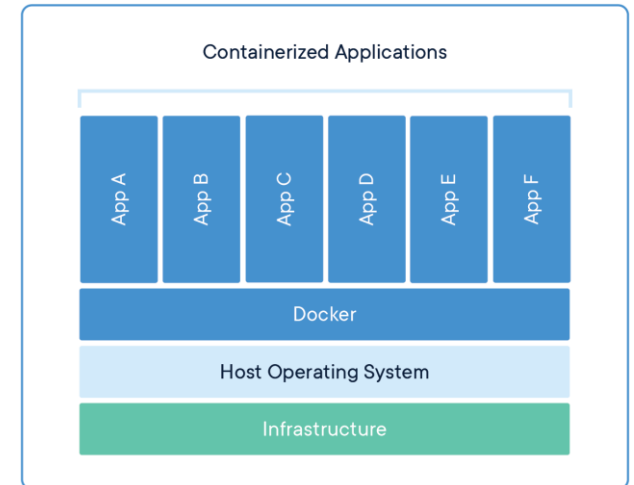 Containerized Applications
App A
App B
App C
App D
App E
App F
Docker
Host Operating System
Infrastructure